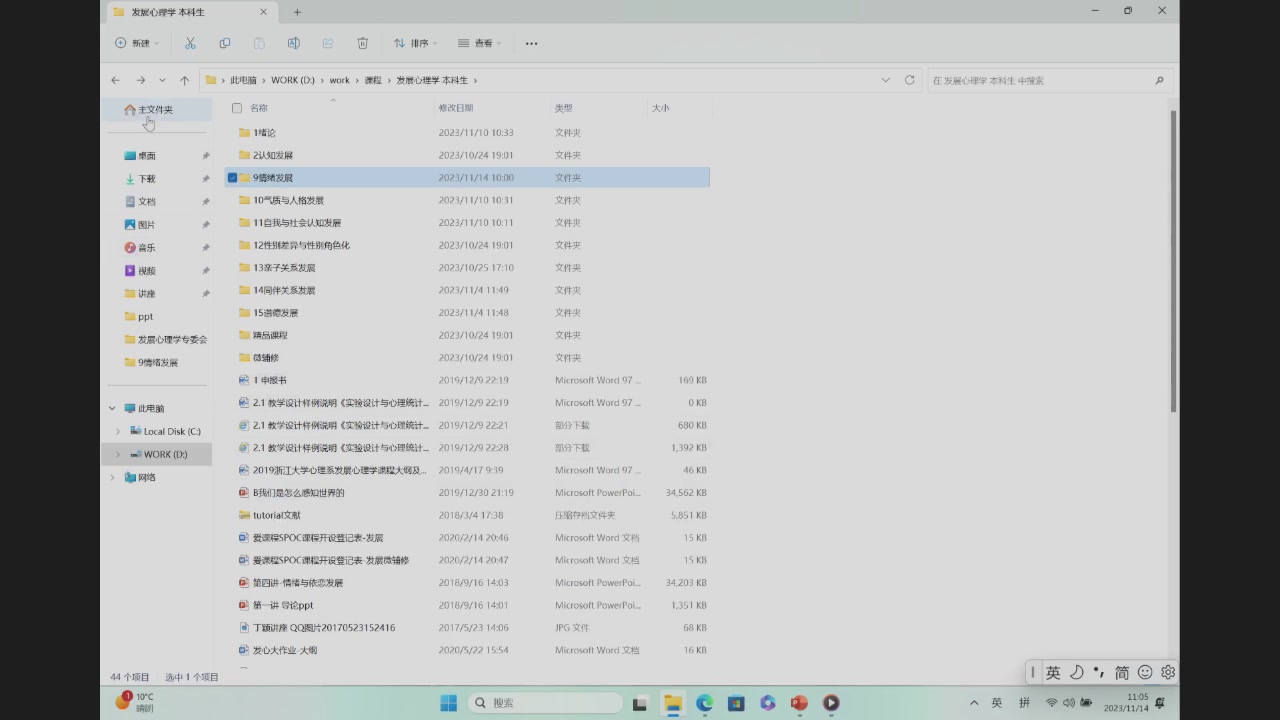 发展心理学 本科生
新建
排序
查看
此电脑 › WORK (D:) › work › 课程 › 发展心理学 本科生 ›
在 发展心理学 本科生 中搜索
主文件夹
桌面
下载
文档
图片
音乐
视频
讲座
ppt
发展心理学专委会
9情绪发展
此电脑
Local Disk (C:)
WORK (D:)
网络
名称 修改日期 类型 大小
1绪论 2023/11/10 10:33 文件夹
2认知发展 2023/10/24 19:01 文件夹
9情绪发展 2023/11/14 10:00 文件夹
10气质与人格发展 2023/11/10 10:31 文件夹
11自我与社会认知发展 2023/11/10 10:11 文件夹
12性别差异与性别角色化 2023/10/24 19:01 文件夹
13亲子关系发展 2023/10/25 17:10 文件夹
14同伴关系发展 2023/11/4 11:49 文件夹
15道德发展 2023/11/4 11:48 文件夹
精品课程 2023/10/24 19:01 文件夹
微辅修 2023/10/24 19:01 文件夹
1 申报书 2019/12/9 22:19 Microsoft Word 97 ... 169 KB
2.1 教学设计样例说明《实验设计与心理统计... 2019/12/9 22:19 Microsoft Word 97 ... 0 KB
2.1 教学设计样例说明《实验设计与心理统计... 2019/12/9 22:21 部分下载 680 KB
2.1 教学设计样例说明《实验设计与心理统计... 2019/12/9 22:28 部分下载 1,392 KB
2019浙江大学心理系发展心理学课程大纲及... 2019/4/17 9:39 Microsoft Word 97 ... 46 KB
B我们是怎么感知世界的 2019/12/30 21:19 Microsoft PowerPoi... 34,562 KB
tutorial文献 2018/3/4 17:38 压缩存档文件夹 5,851 KB
爱课程SPOC课程开设登记表-发展 2020/2/14 20:46 Microsoft Word 文档 15 KB
爱课程SPOC课程开设登记表-发展微辅修 2020/2/14 20:47 Microsoft Word 文档 15 KB
第四讲-情绪与依恋发展 2018/9/16 14:03 Microsoft PowerPoi... 34,203 KB
第一讲 导论ppt 2018/9/16 14:01 Microsoft PowerPoi... 1,351 KB
丁颖讲座 QQ图片20170523152416 2017/5/23 14:06 JPG 文件 68 KB
发心大作业-大纲 2020/5/22 15:54 Microsoft Word 文档 16 KB
44 个项目 选中 1 个项目
英 简
1
10°C
晴朗
搜索
英 拼
11:05
2023/11/14